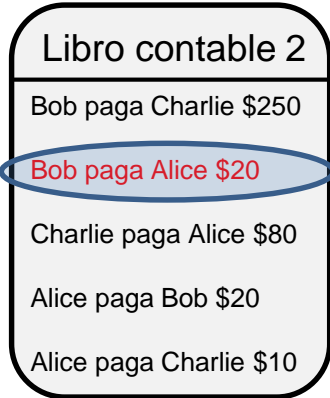 Libro contable 2
Bob paga Charlie $250
Bob paga Alice $20
Charlie paga Alice $80
Alice paga Bob $20
Alice paga Charlie $10